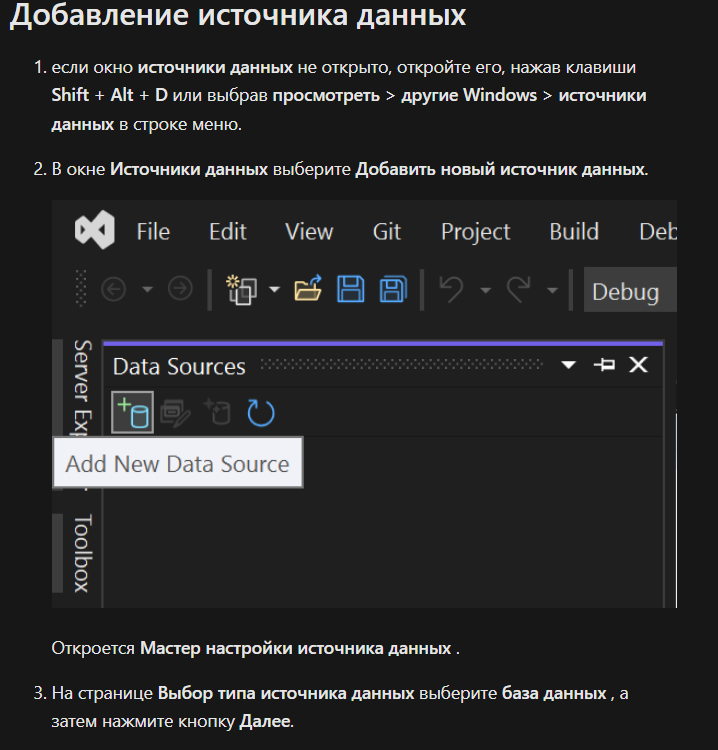 Добавление источника данных
1. если окно источники данных не открыто, откройте его, нажав клавиши
Shift + Alt + D или выбрав просмотреть > другие Windows > источники
данных в строке меню.
2. В окне Источники данных выберите Добавить новый источник данных.
File Edit View Git Project Build Deb
Debug
Server Exp
Data Sources
Add New Data Source
Toolbox
Откроется Мастер настройки источника данных .
3. На странице Выбор типа источника данных выберите база данных , а
затем нажмите кнопку Далее.